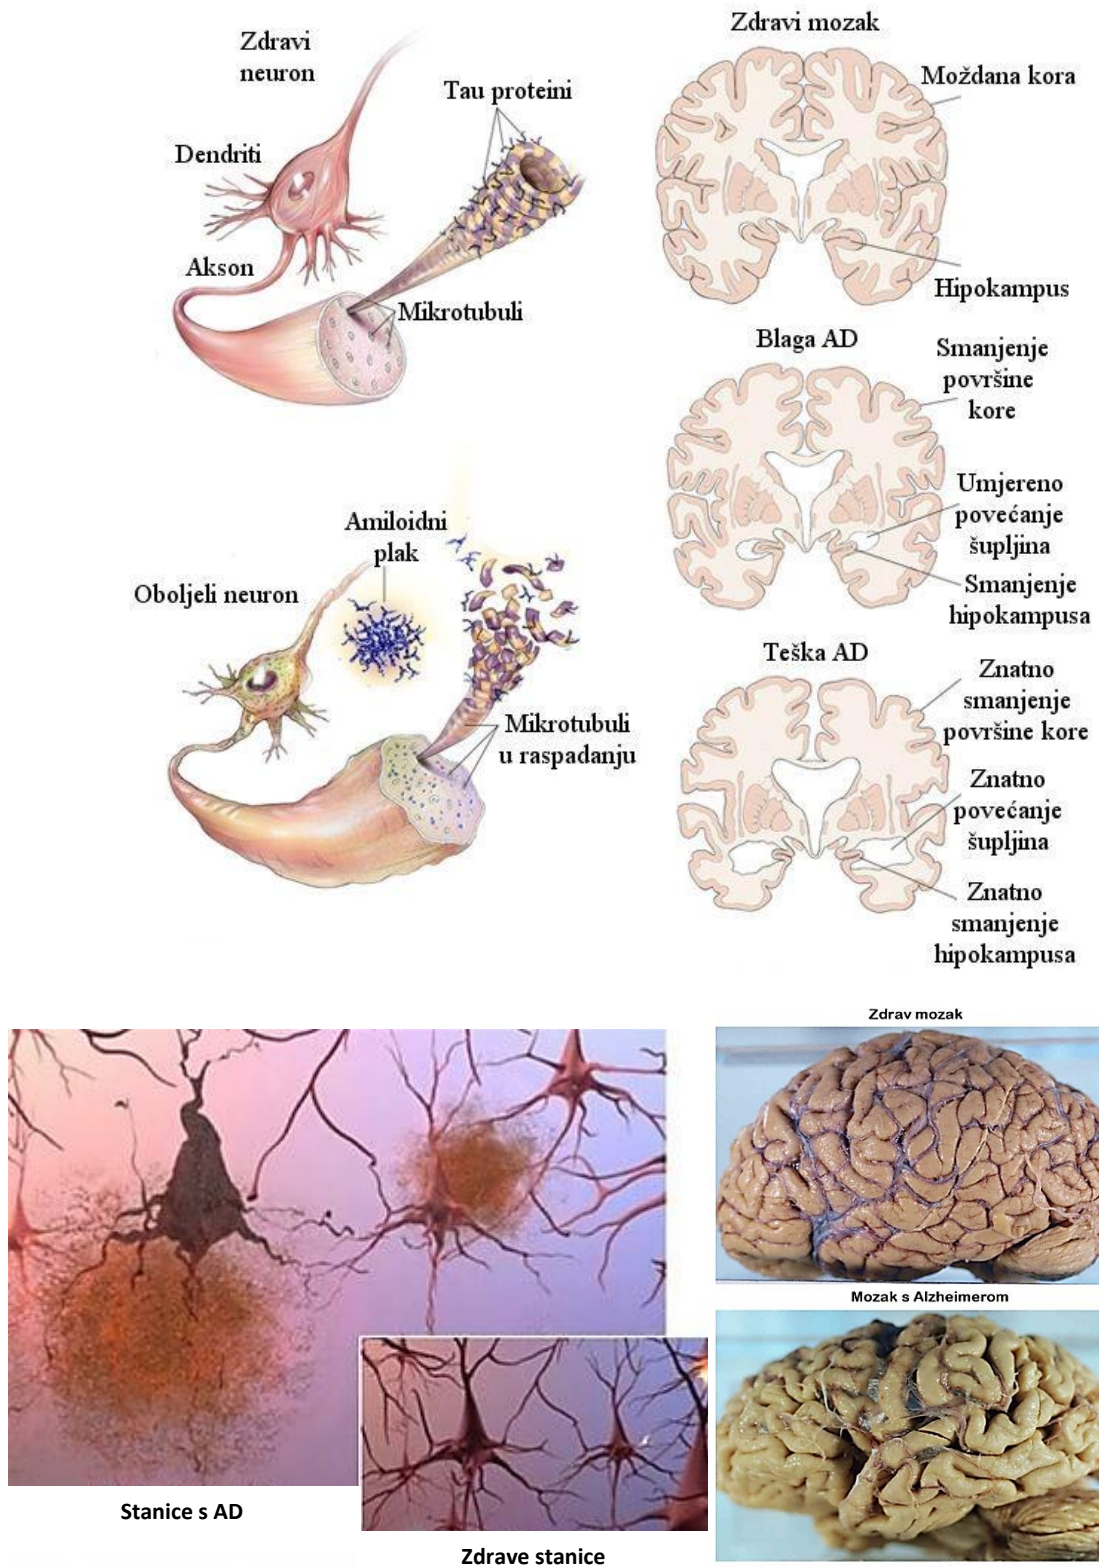 Zdravi
neuron
Dendriti
Akson
Tau proteini
Mikrotubuli
Zdravi mozak
Moždana kora
Hipokampus
Blaga AD
Smanjenje
površine
kore
Umjereno
povećanje
šupljina
Smanjenje
hipokampusa
Amiloidni
plak
Oboljeli neuron
Mikrotubuli
u raspadanju
Teška AD
Znatno
smanjenje
površine kore
Znatno
povećanje
šupljina
Znatno
smanjenje
hipokampusa
Zdrav mozak
Mozak s Alzheimerom
Stanice s AD
Zdrave stanice